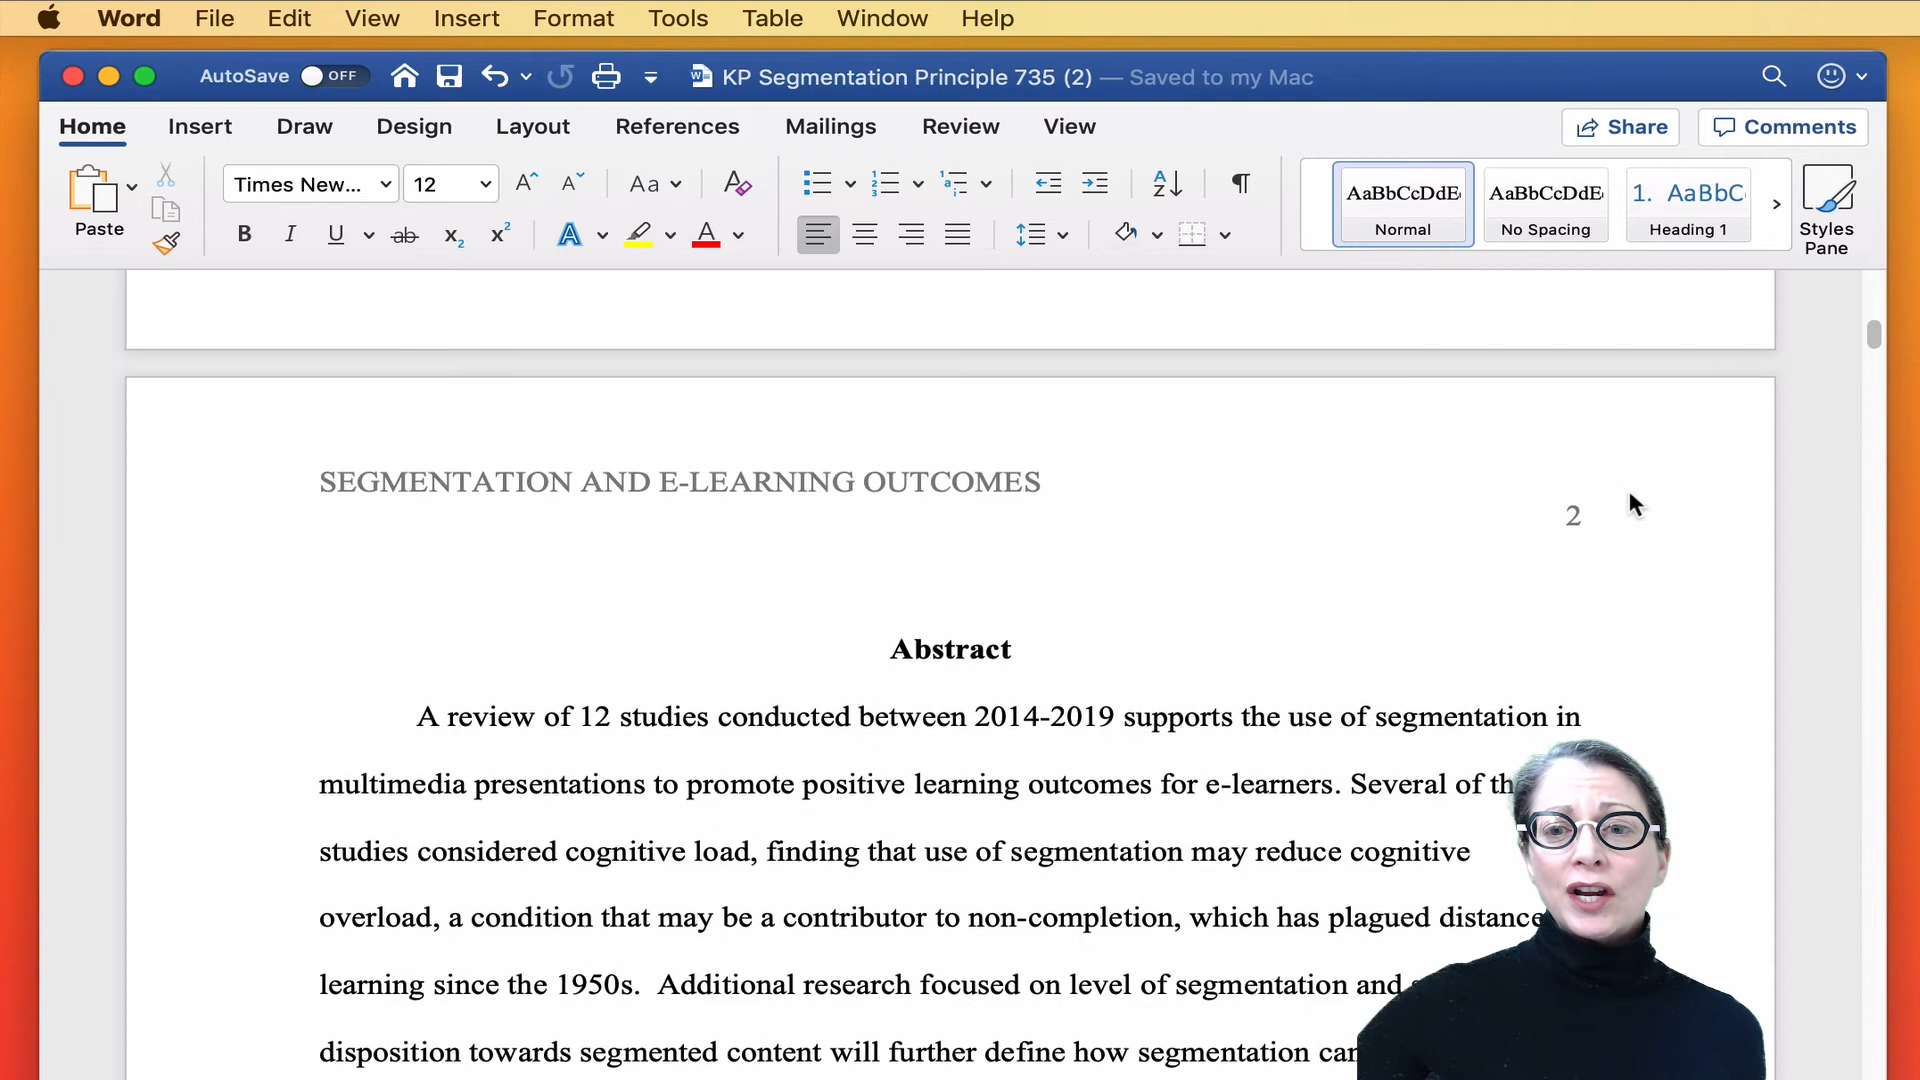 Word File Edit View Insert Format Tools Table Window Help
AutoSave OFF KP Segmentation Principle 735 (2) — Saved to my Mac
Home Insert Draw Design Layout References Mailings Review View Share Comments
Paste Times New... 12 Aa AaBbCcDdE AaBbCcDdE 1. AaBbC
Normal No Spacing Heading 1 Styles Pane
SEGMENTATION AND E-LEARNING OUTCOMES
2
Abstract
A review of 12 studies conducted between 2014-2019 supports the use of segmentation in
multimedia presentations to promote positive learning outcomes for e-learners. Several of
studies considered cognitive load, finding that use of segmentation may reduce cognitive
overload, a condition that may be a contributor to non-completion, which has plagued distance
learning since the 1950s. Additional research focused on level of segmentation and
disposition towards segmented content will further define how segmentation